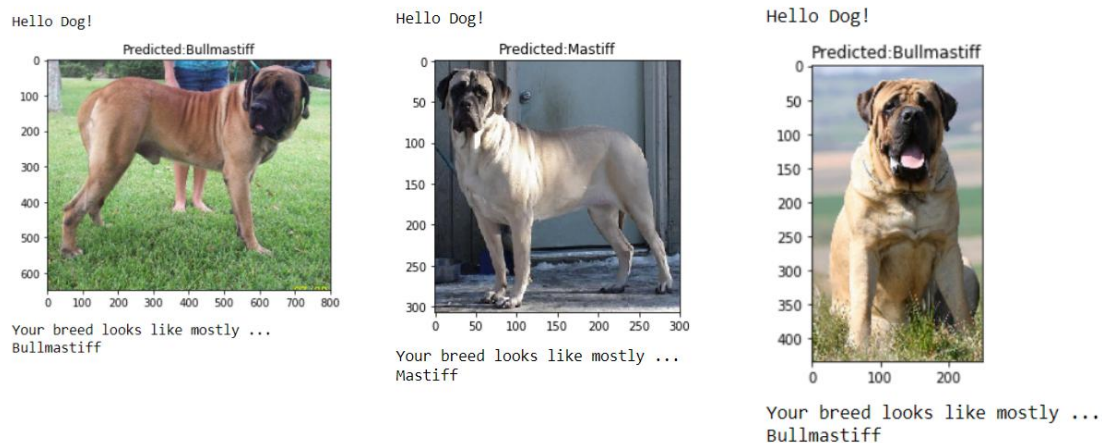 Hello Dog!
Predicted:Bullmastiff
0
100
200
300
400
500
600
0 100 200 300 400 500 600 700 800
Your breed looks like mostly ...
Bullmastiff
Hello Dog!
Predicted:Mastiff
0
50
100
150
200
250
300
0 50 100 150 200 250 300
Your breed looks like mostly ...
Mastiff
Hello Dog!
Predicted:Bullmastiff
0
50
100
150
200
250
300
350
400
0 100 200
Your breed looks like mostly ...
Bullmastiff